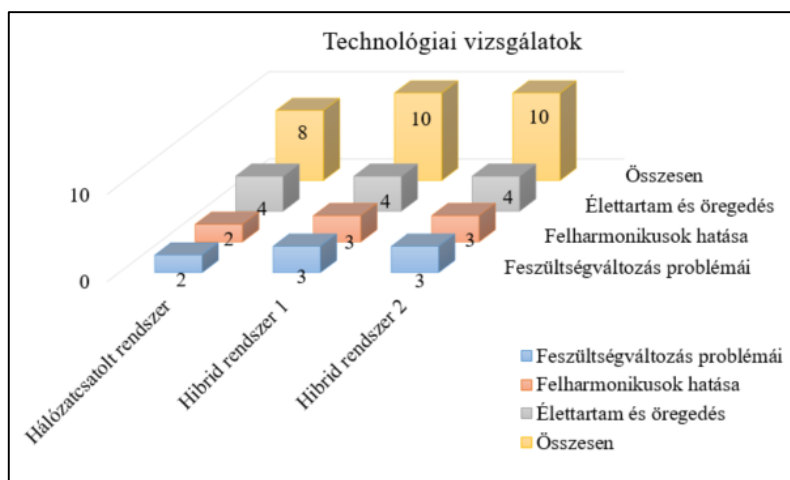 Technológiai vizsgálatok
8
10
10
10
4
4
4
2
3
3
0
2
3
3
Összesen
Élettartam és öregedés
Felharmonikusok hatása
Feszültségváltozás problémái
Hálózatcsatolt rendszer
Hibrid rendszer 1
Hibrid rendszer 2
Feszültségváltozás problémái
Felharmonikusok hatása
Élettartam és öregedés
Összesen